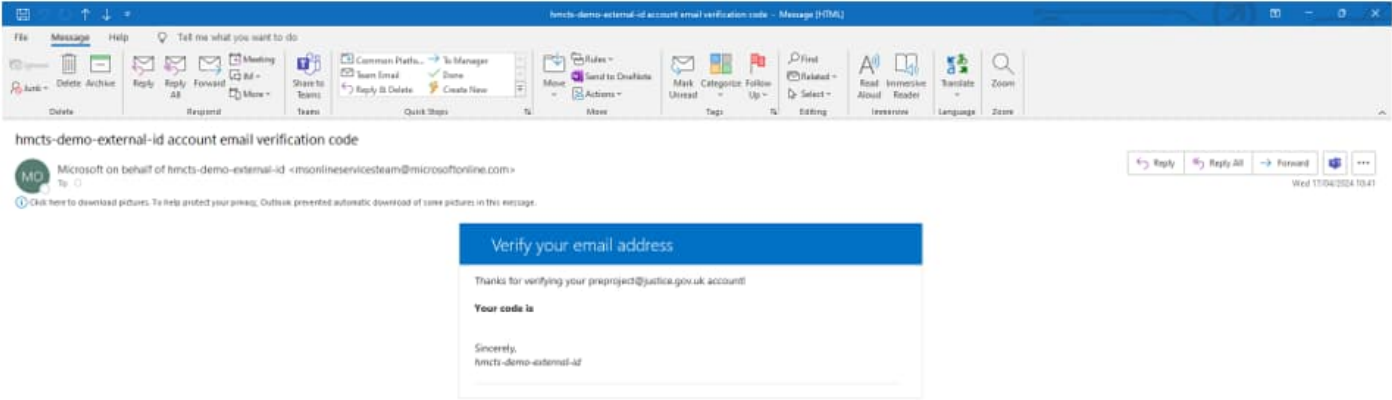 hmcts-demo-external-id account email verification code - Message (HTML)
File Message Help Tell me what you want to do
Ignore Junk Delete Archive
Reply Reply All Forward Meeting IM More
Share to Teams
Common Platfo... To Manager
Team Email Done
Reply & Delete Create New
Move Rules Send to OneNote Actions
Mark Unread Categorize Follow Up
Find Related Select
Read Aloud Immersive Reader
Translate
Zoom
Delete Respond Teams Quick Steps Move Tags Editing Immersive Language Zoom
hmcts-demo-external-id account email verification code
MO
Microsoft on behalf of hmcts-demo-external-id <msonlineservicesteam@microsoftonline.com>
To
Reply Reply All Forward
Wed 17/04/2024 10:41
Click here to download pictures. To help protect your privacy, Outlook prevented automatic download of some pictures in this message.
Verify your email address
Thanks for verifying your preproject@justice.gov.uk account!
Your code is
Sincerely,
hmcts-demo-external-id